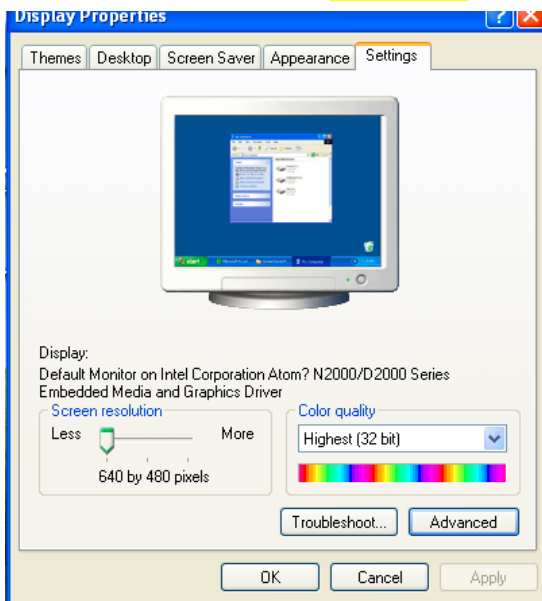 Display Properties
Themes Desktop Screen Saver Appearance Settings
Display:
Default Monitor on Intel Corporation Atom? N2000/D2000 Series
Embedded Media and Graphics Driver
Screen resolution
Less More
640 by 480 pixels
Color quality
Highest (32 bit)
Troubleshoot... Advanced
OK Cancel Apply